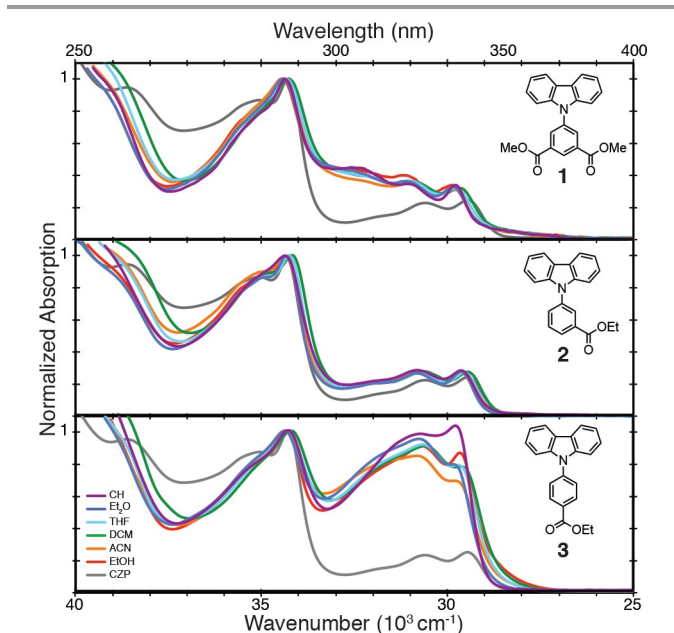 Wavelength (nm)
250 300 350 400
Normalized Absorption
1
N
MeO OMe
O O
1
1
N
OEt
O
2
1
N
O OEt
3
CH
Et₂O
THF
DCM
ACN
EtOH
CZP
40 35 30 25
Wavenumber (10³ cm⁻¹)